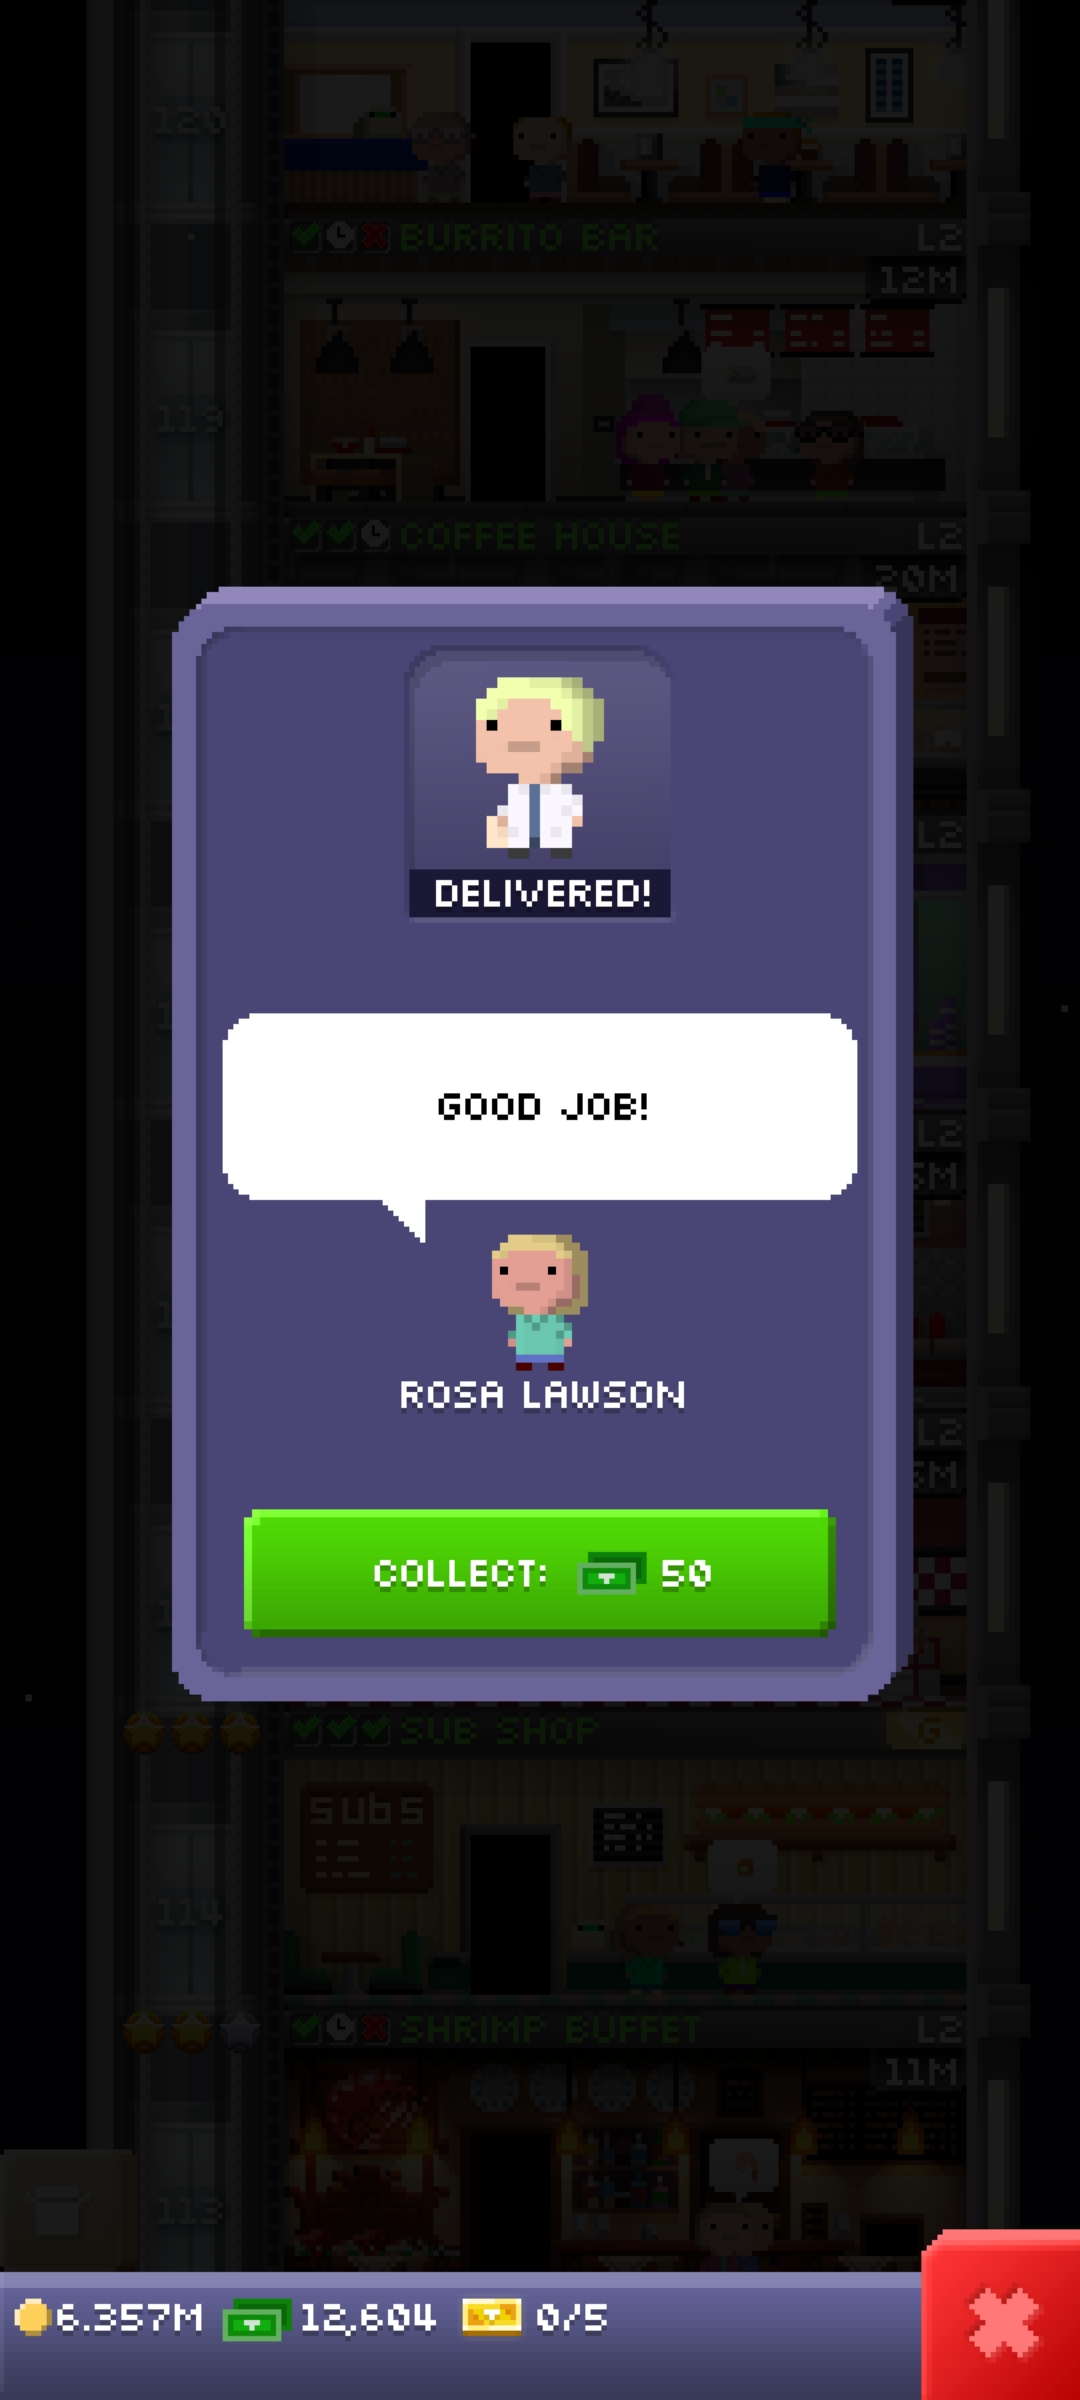 120
BURRITO BAR
L2
12M
119
COFFEE HOUSE
L2
20M
DELIVERED!
L2
GOOD JOB!
L2
5M
ROSA LAWSON
L2
COLLECT: 50
SUB SHOP
G
SUBS
114
SHRIMP BUFFET
L2
11M
113
6.357M
12,604
0/5